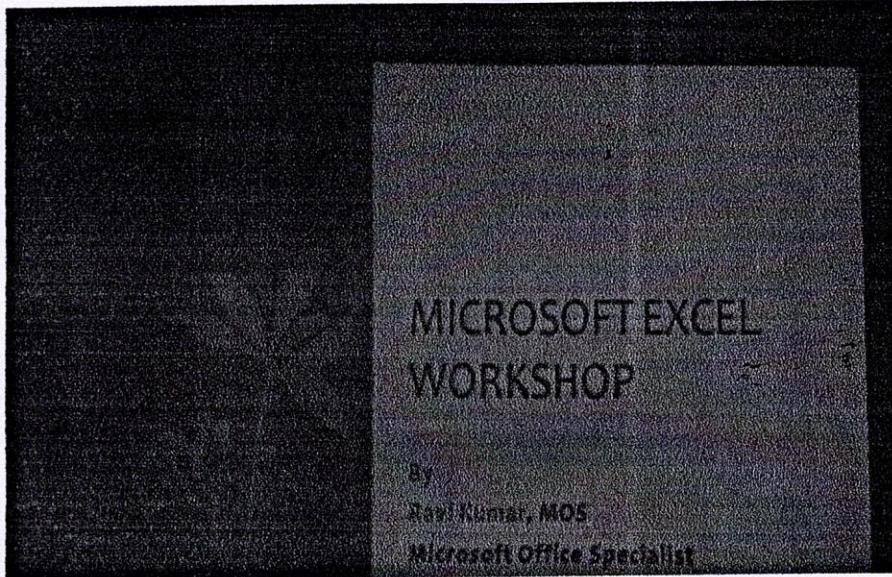 MICROSOFT EXCEL
WORKSHOP
By
Ravi Kumar, MOS
Microsoft Office Specialist